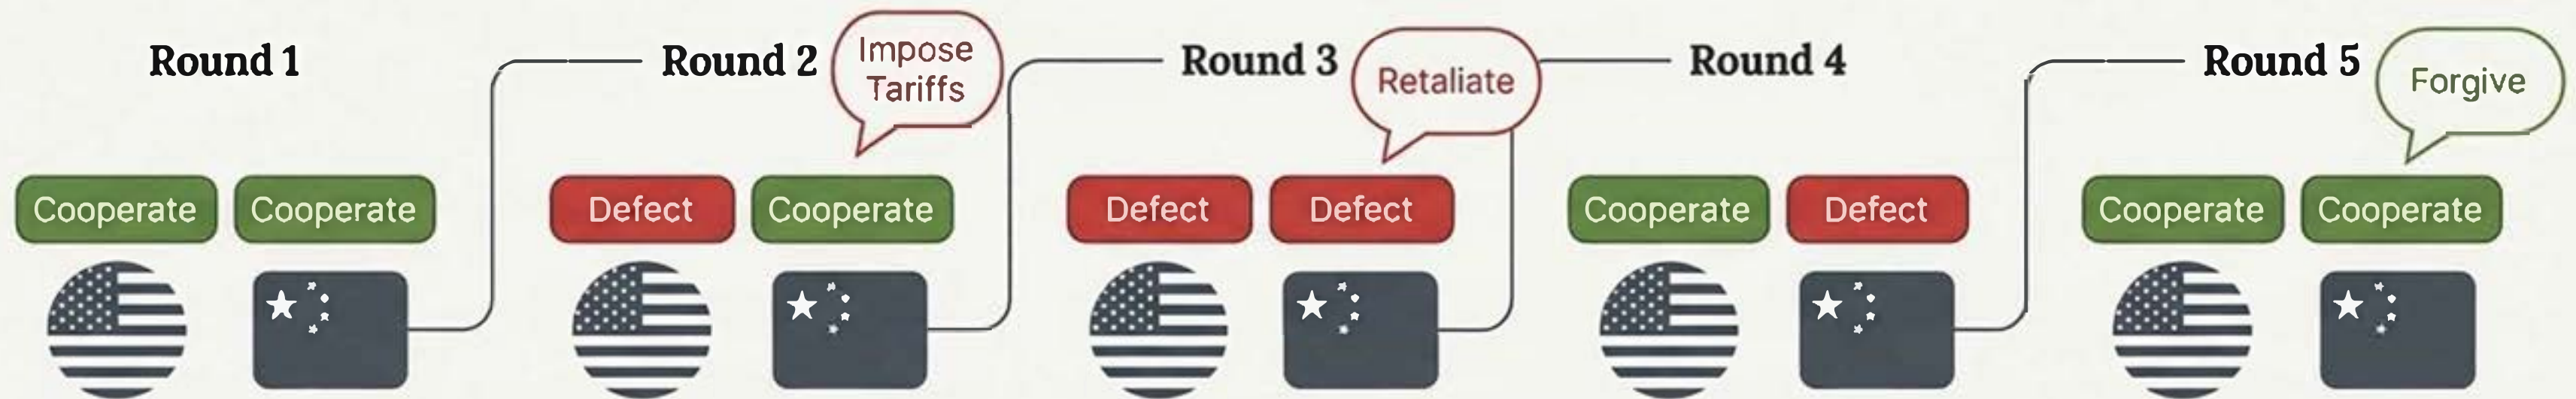 Round 1
Cooperate
Cooperate
Round 2
Impose
Tariffs
Defect
Cooperate
Round 3
Retaliate
Defect
Defect
Round 4
Cooperate
Defect
Round 5
Forgive
Cooperate
Cooperate